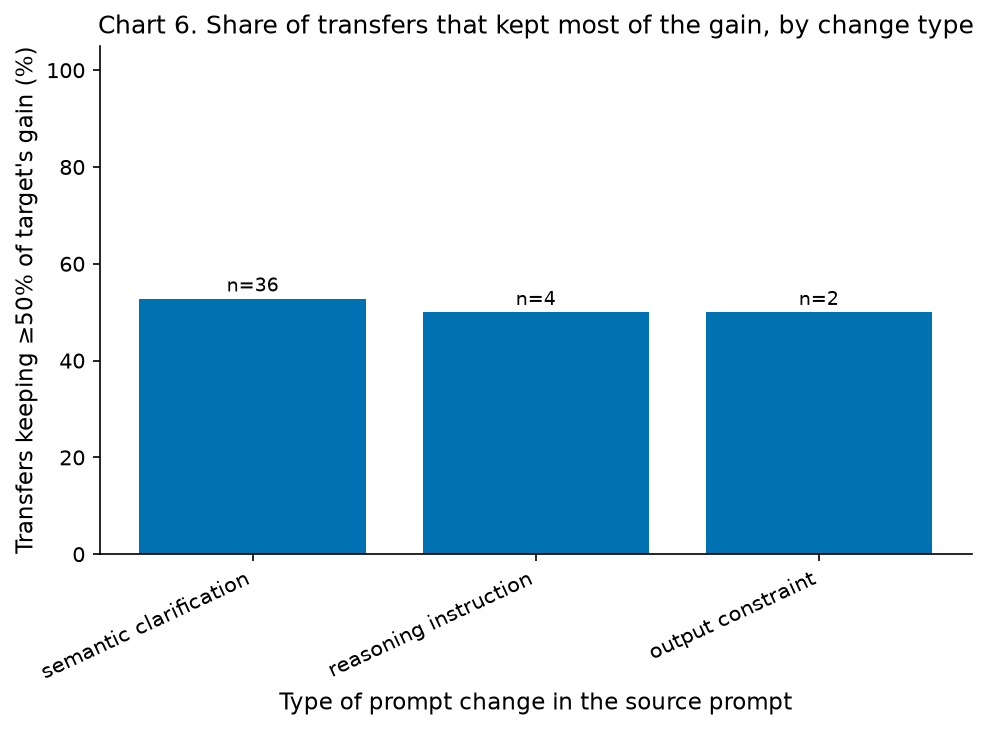 Chart 6. Share of transfers that kept most of the gain, by change type
Transfers keeping ≥50% of target's gain (%)
100
80
60
40
20
0
n=36
n=4
n=2
semantic clarification
reasoning instruction
output constraint
Type of prompt change in the source prompt